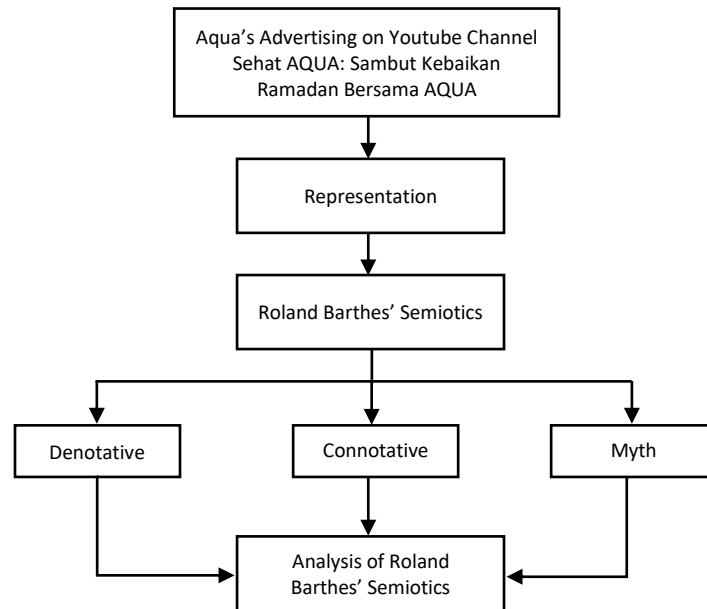 Aqua’s Advertising on Youtube Channel
Sehat AQUA: Sambut Kebaikan
Ramadan Bersama AQUA
Representation
Roland Barthes’ Semiotics
Denotative
Connotative
Myth
Analysis of Roland
Barthes’ Semiotics